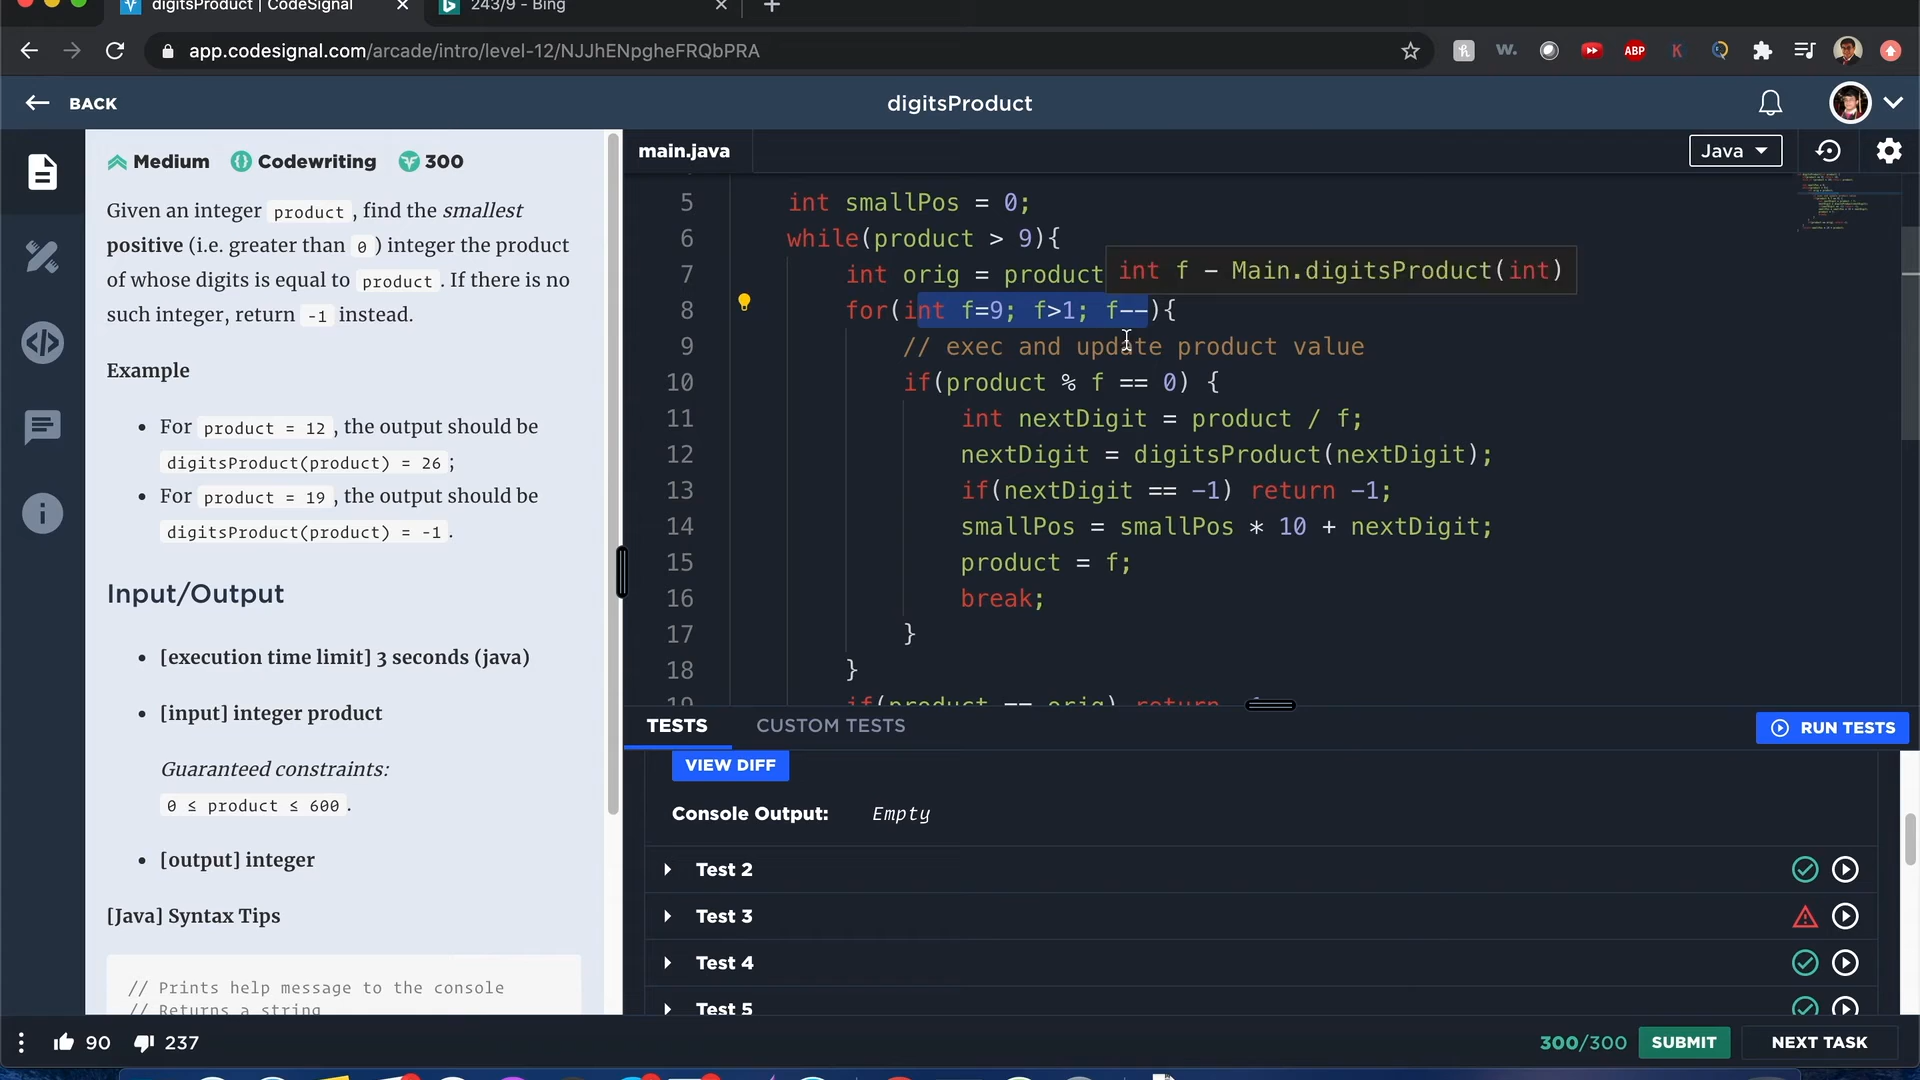 digitsProduct | CodeSignal
243/9 - Bing
app.codesignal.com/arcade/intro/level-12/NJJhENpgheFRQbPRA
ABP
BACK
digitsProduct
Medium
Codewriting
300
Given an integer product , find the smallest
positive (i.e. greater than 0 ) integer the product
of whose digits is equal to product . If there is no
such integer, return -1 instead.
Example
• For product = 12 , the output should be
digitsProduct(product) = 26 ;
• For product = 19 , the output should be
digitsProduct(product) = -1 .
Input/Output
• [execution time limit] 3 seconds (java)
• [input] integer product
Guaranteed constraints:
0 ≤ product ≤ 600 .
• [output] integer
[Java] Syntax Tips
// Prints help message to the console
// Returns a string
main.java
Java
5 int smallPos = 0;
6 while(product > 9){
7 int orig = product
int f - Main.digitsProduct(int)
8 for(int f=9; f>1; f--){
9 // exec and update product value
10 if(product % f == 0) {
11 int nextDigit = product / f;
12 nextDigit = digitsProduct(nextDigit);
13 if(nextDigit == -1) return -1;
14 smallPos = smallPos * 10 + nextDigit;
15 product = f;
16 break;
17 }
18 }
19 if(product == orig) return
TESTS
CUSTOM TESTS
RUN TESTS
VIEW DIFF
Console Output: Empty
Test 2
Test 3
Test 4
Test 5
90
237
300/300
SUBMIT
NEXT TASK